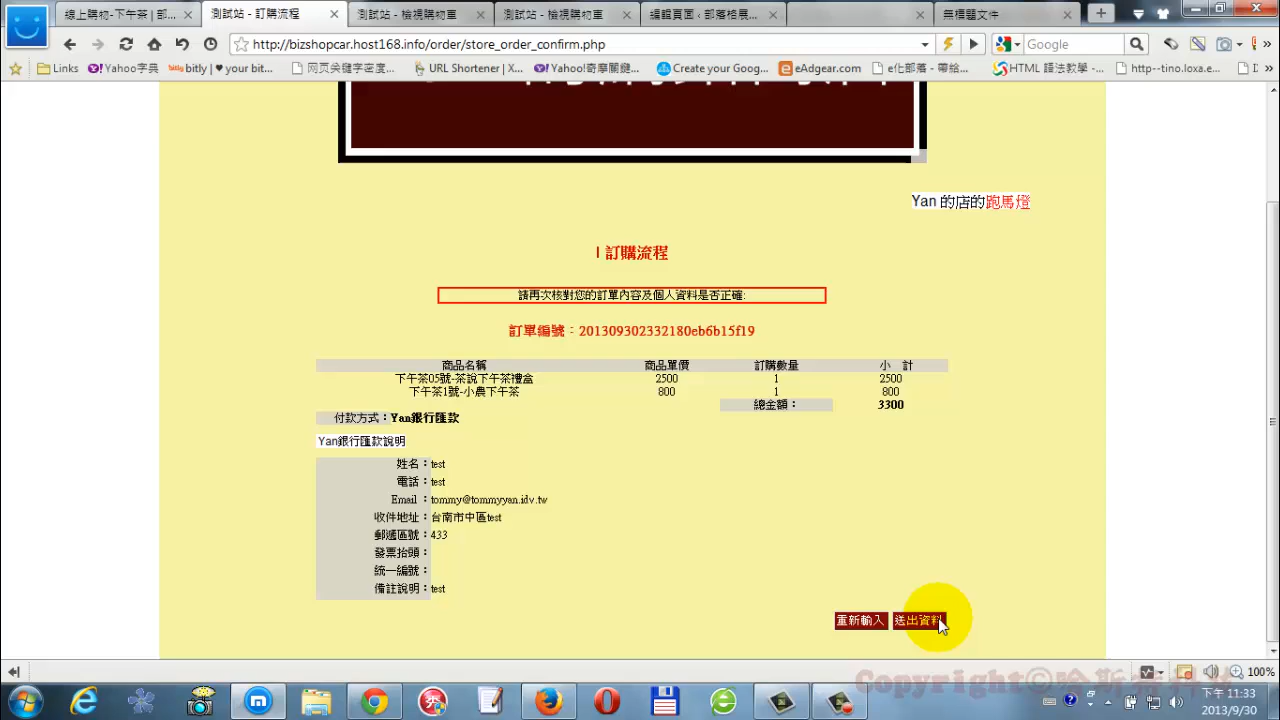 線上購物-下午茶 | 部...
測試站 - 訂購流程
測試站 - 檢視購物車
測試站 - 檢視購物車
編輯頁面 ‹ 部落格展...
無標題文件
http://bizshopcar.host168.info/order/store_order_confirm.php
Google
Links
Yahoo字典
bitly | ♥ your bit...
网页关键字密度...
URL Shortener | X...
Yahoo!奇摩關鍵...
Create your Goog...
eAdgear.com
e化部落 - 帶給...
HTML 語法教學 -...
http--tino.loxa.e...
Yan 的店的跑馬燈
| 訂購流程
請再次核對您的訂單內容及個人資料是否正確:
訂單編號：201309302332180eb6b15f19
商品名稱 商品單價 訂購數量 小 計
下午茶05號-茶說下午茶禮盒 2500 1 2500
下午茶1號-小農下午茶 800 1 800
總金額： 3300
付款方式：Yan銀行匯款
Yan銀行匯款說明
姓名：test
電話：test
Email ：tommy@tommyyan.idv.tw
收件地址：台南市中區test
郵遞區號：433
發票抬頭：
統一編號：
備註說明：test
重新輸入 送出資料
100%
Copyright©哈斯
下午 11:33
2013/9/30